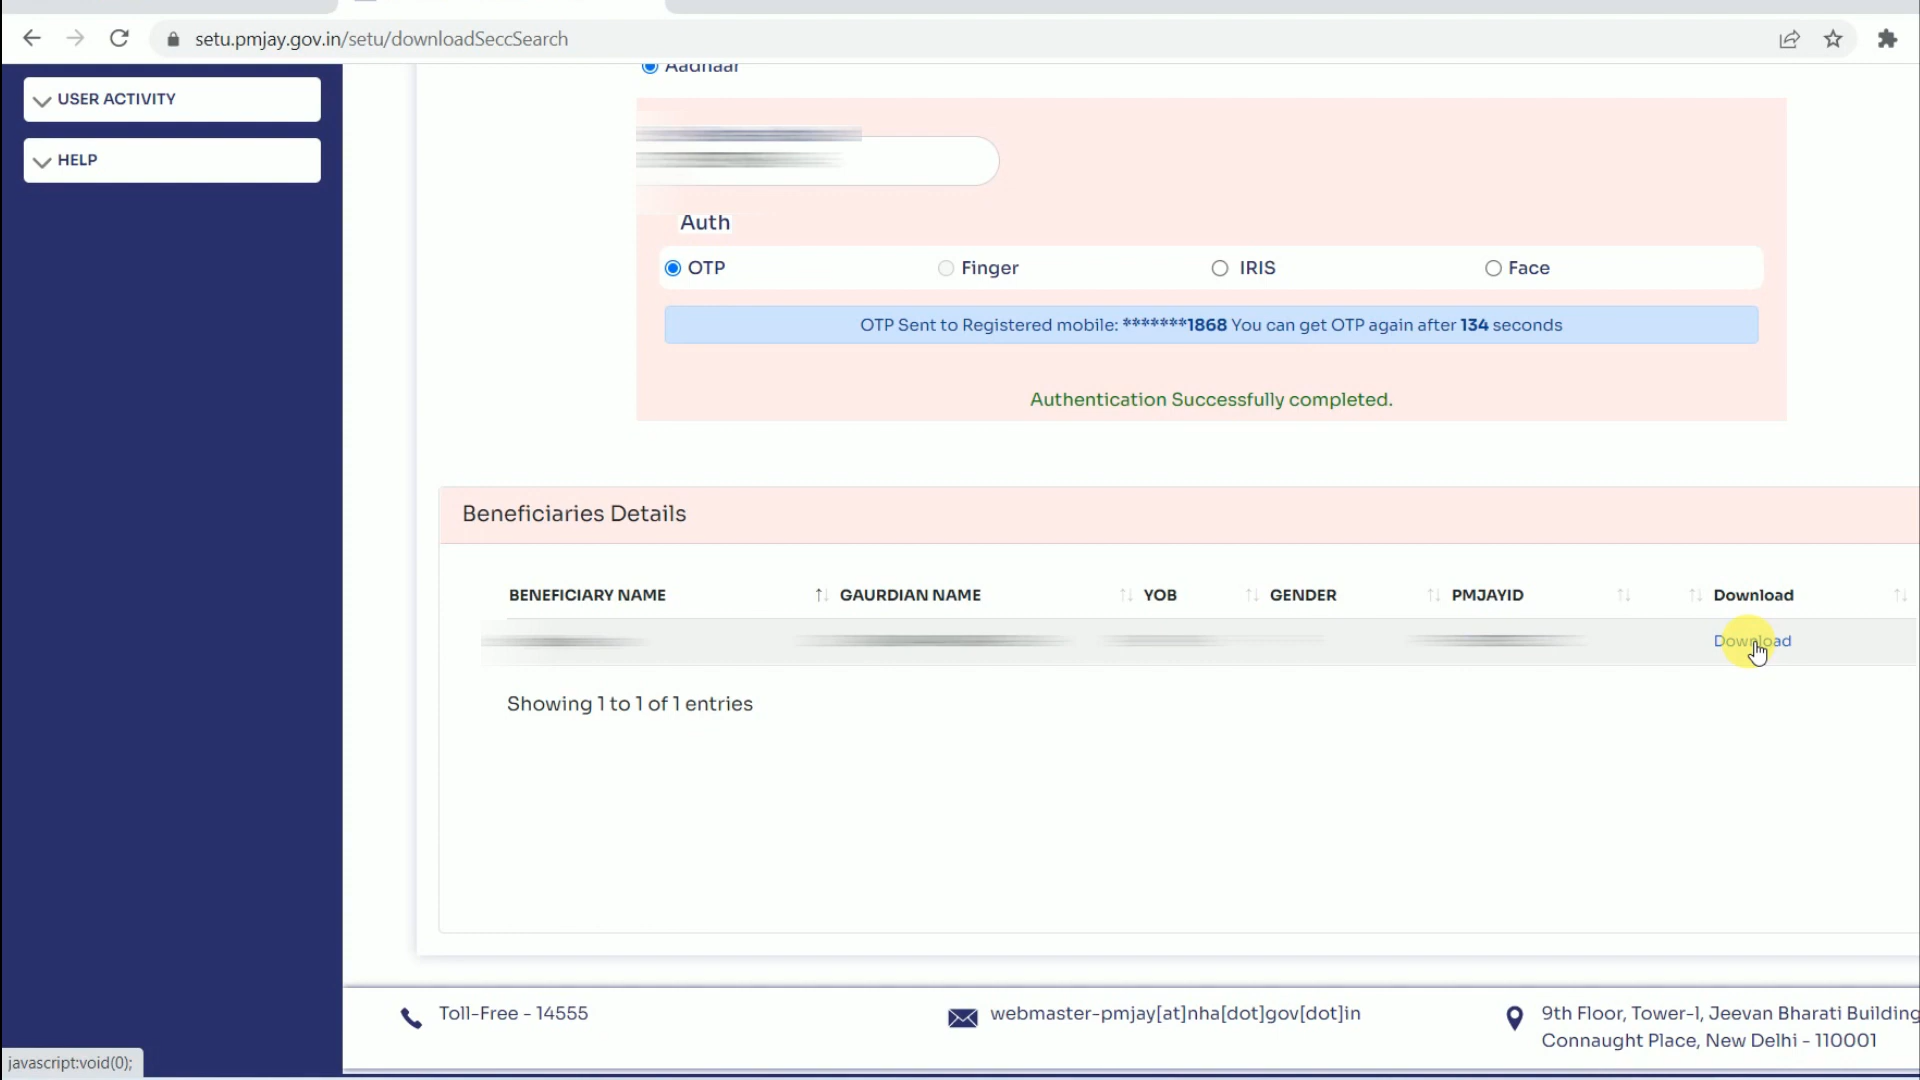 setu.pmjay.gov.in/setu/downloadSeccSearch
USER ACTIVITY
HELP
Aadhaar
Auth
OTP Finger IRIS Face
OTP Sent to Registered mobile: *******1868 You can get OTP again after 134 seconds
Authentication Successfully completed.
Beneficiaries Details
BENEFICIARY NAME GAURDIAN NAME YOB GENDER PMJAYID Download
Download
Showing 1 to 1 of 1 entries
Toll-Free - 14555
webmaster-pmjay[at]nha[dot]gov[dot]in
9th Floor, Tower-l, Jeevan Bharati Building
Connaught Place, New Delhi - 110001
javascript:void(0);